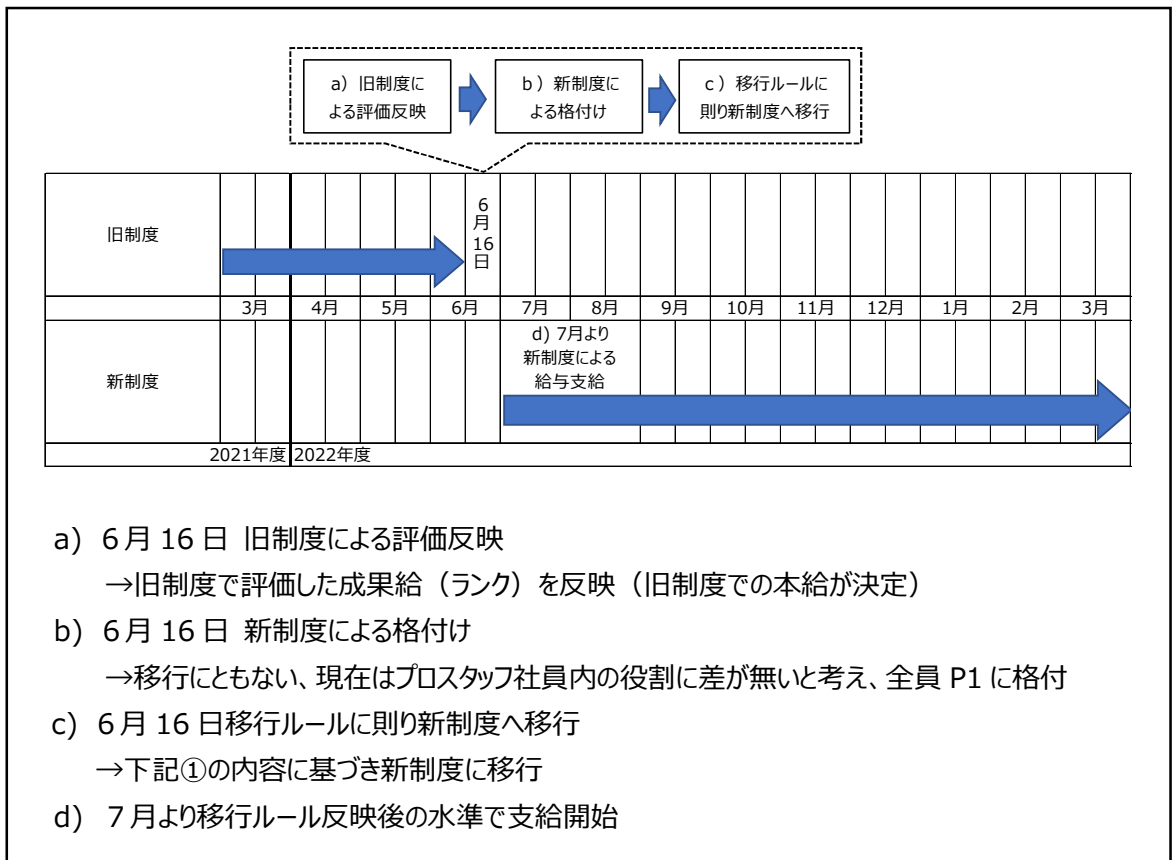 a）旧制度に
よる評価反映
b）新制度に
よる格付け
c）移行ルールに
則り新制度へ移行
旧制度
6
月
16
日
3月 4月 5月 6月 7月 8月 9月 10月 11月 12月 1月 2月 3月
新制度
d) 7月より
新制度による
給与支給
2021年度 2022年度
a) 6月16日 旧制度による評価反映
→旧制度で評価した成果給（ランク）を反映（旧制度での本給が決定）
b) 6月16日 新制度による格付け
→移行にともない、現在はプロスタッフ社員内の役割に差が無いと考え、全員P1に格付
c) 6月16日移行ルールに則り新制度へ移行
→下記①の内容に基づき新制度に移行
d) 7月より移行ルール反映後の水準で支給開始